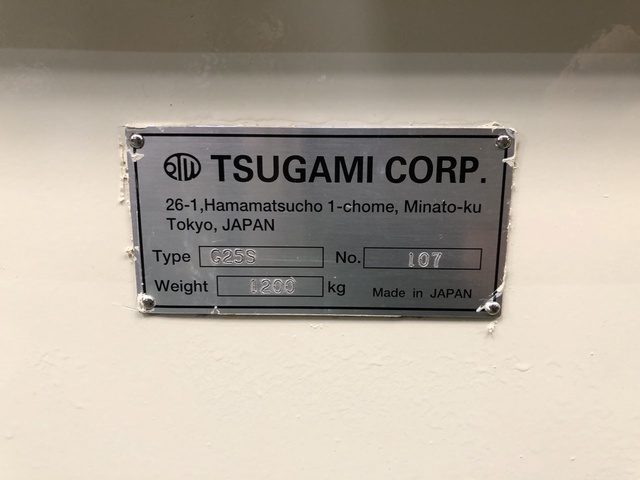 TSUGAMI CORP.
26-1,Hamamatsucho 1-chome, Minato-ku
Tokyo, JAPAN
Type G25S No. 107
Weight 1200 kg Made in JAPAN